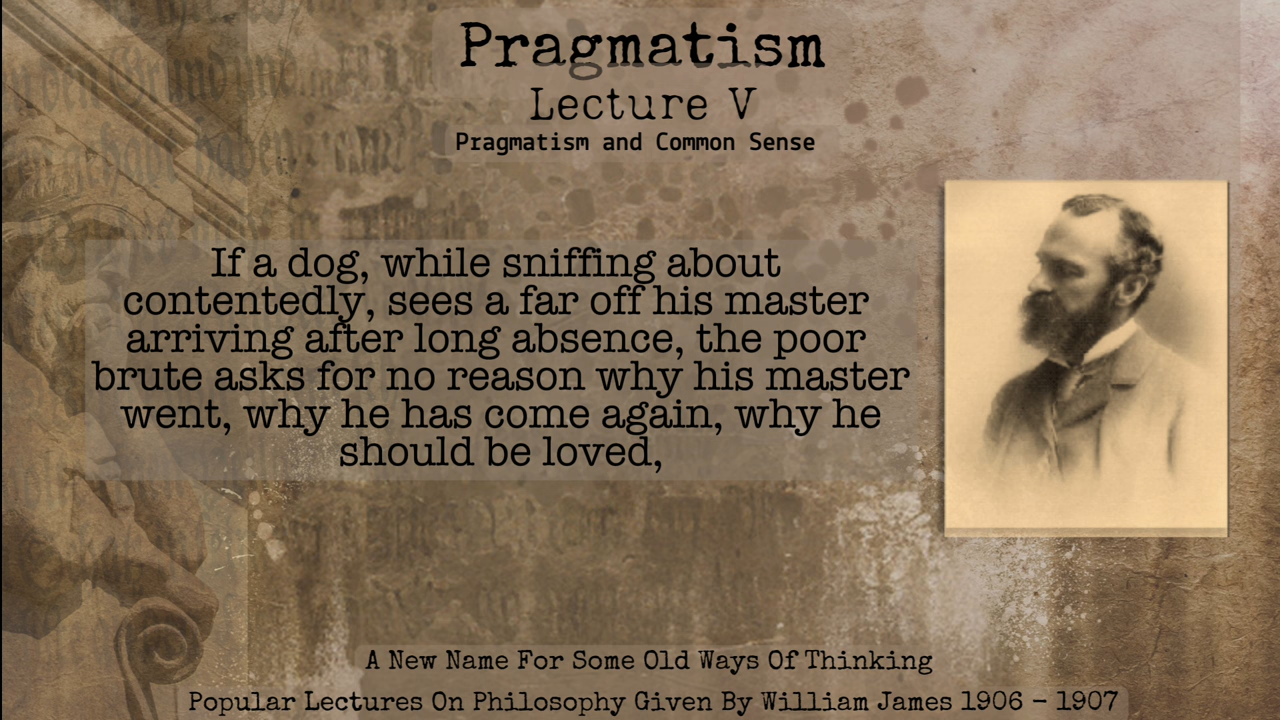 Pragmatism
Lecture V
Pragmatism and Common Sense
If a dog, while sniffing about
contentedly, sees a far off his master
arriving after long absence, the poor
brute asks for no reason why his master
went, why he has come again, why he
should be loved,
A New Name For Some Old Ways Of Thinking
Popular Lectures On Philosophy Given By William James 1906 - 1907